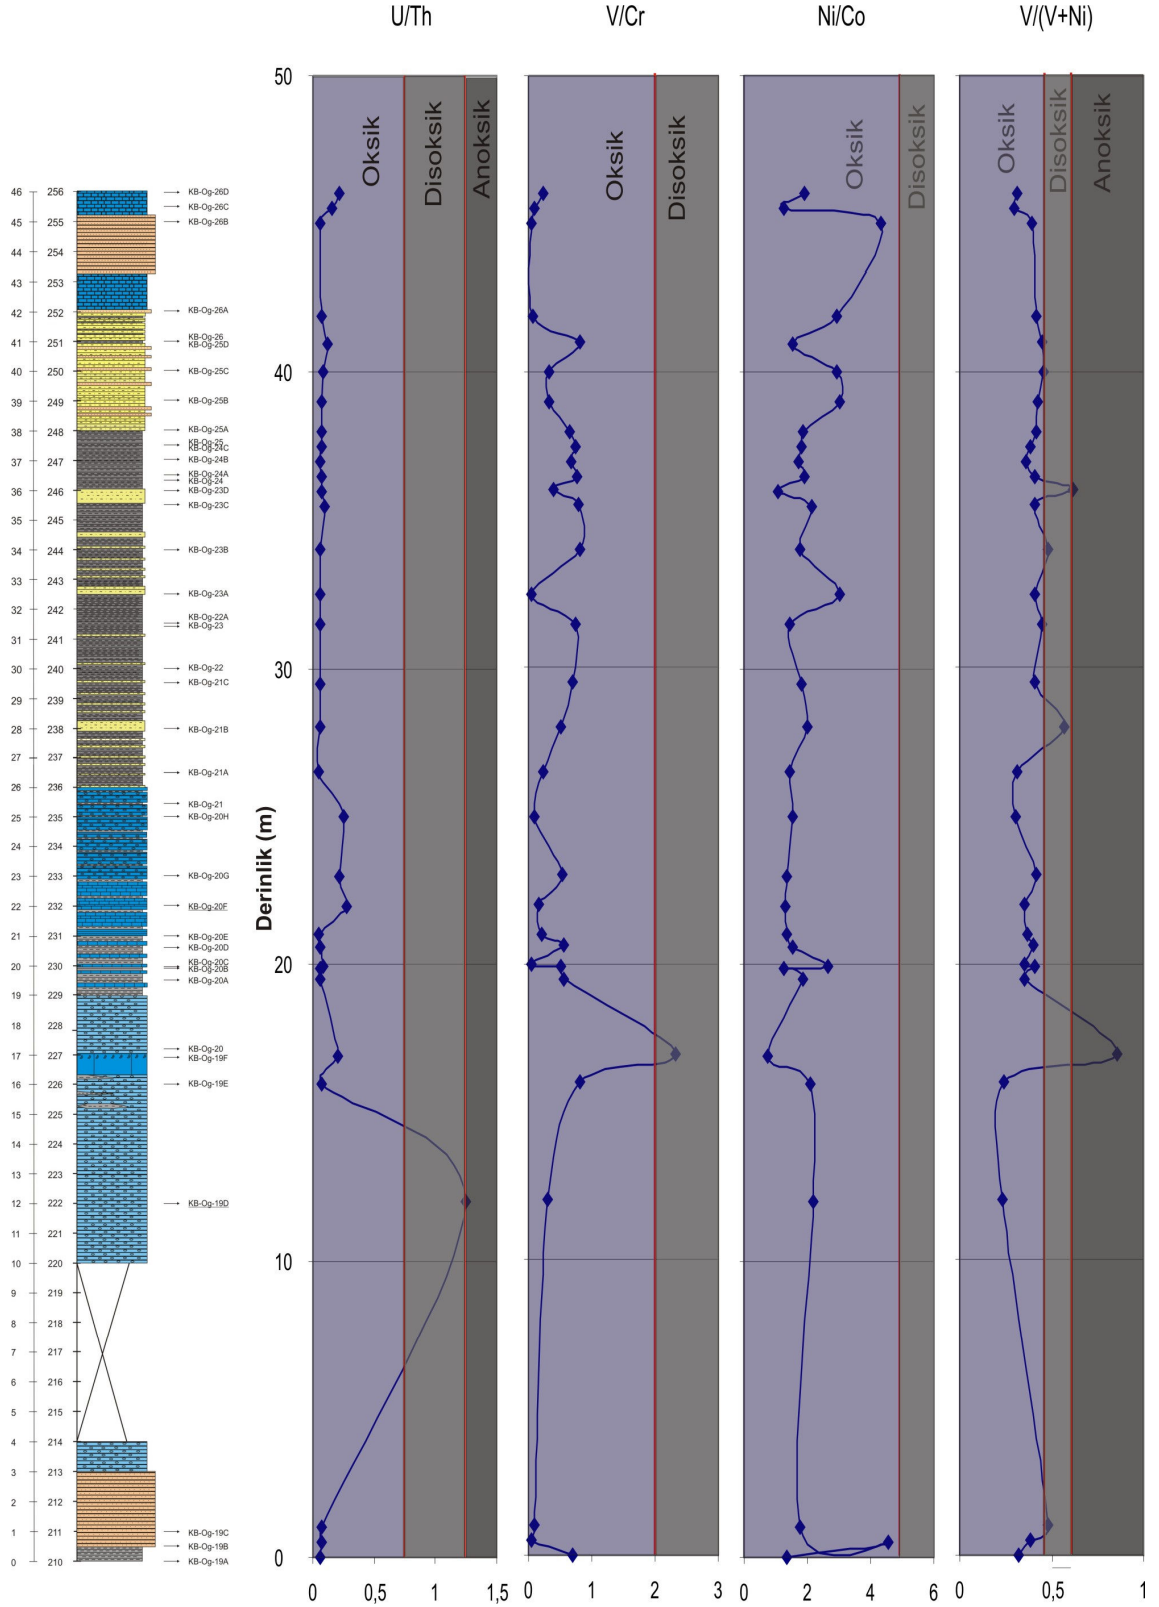 U/Th V/Cr Ni/Co V/(V+Ni)
50
Oksik Disoksik Anoksik Oksik Disoksik Oksik Disoksik Oksik Disoksik Anoksik
46 256 KB-Og-26D
KB-Og-26C
45 255 KB-Og-26B
44 254
43 253
42 252 KB-Og-26A
KB-Og-26
41 251 KB-Og-25D
40 250 KB-Og-25C 40
39 249 KB-Og-25B
38 248 KB-Og-25A
KB-Og-25
KB-Og-24C
37 247 KB-Og-24B
KB-Og-24A
KB-Og-24
36 246 KB-Og-23D
KB-Og-23C
35 245
34 244 KB-Og-23B
33 243
KB-Og-23A
32 242
KB-Og-22A
KB-Og-23
31 241
30 240 KB-Og-22 30
KB-Og-21C
29 239
28 238 KB-Og-21B
27 237
KB-Og-21A
26 236
KB-Og-21
25 235 KB-Og-20H
24 234
23 233 KB-Og-20G
Derinlik (m)
22 232 KB-Og-20F
21 231 KB-Og-20E
KB-Og-20D
KB-Og-20C
20 230 KB-Og-20B 20
KB-Og-20A
19 229
18 228
KB-Og-20
17 227 KB-Og-19F
16 226 KB-Og-19E
15 225
14 224
13 223
12 222 KB-Og-19D
11 221
10 220 10
9 219
8 218
7 217
6 216
5 215
4 214
3 213
2 212
1 211 KB-Og-19C
KB-Og-19B
0 210 KB-Og-19A 0
0 0,5 1 1,5 0 1 2 3 0 2 4 6 0 0,5 1